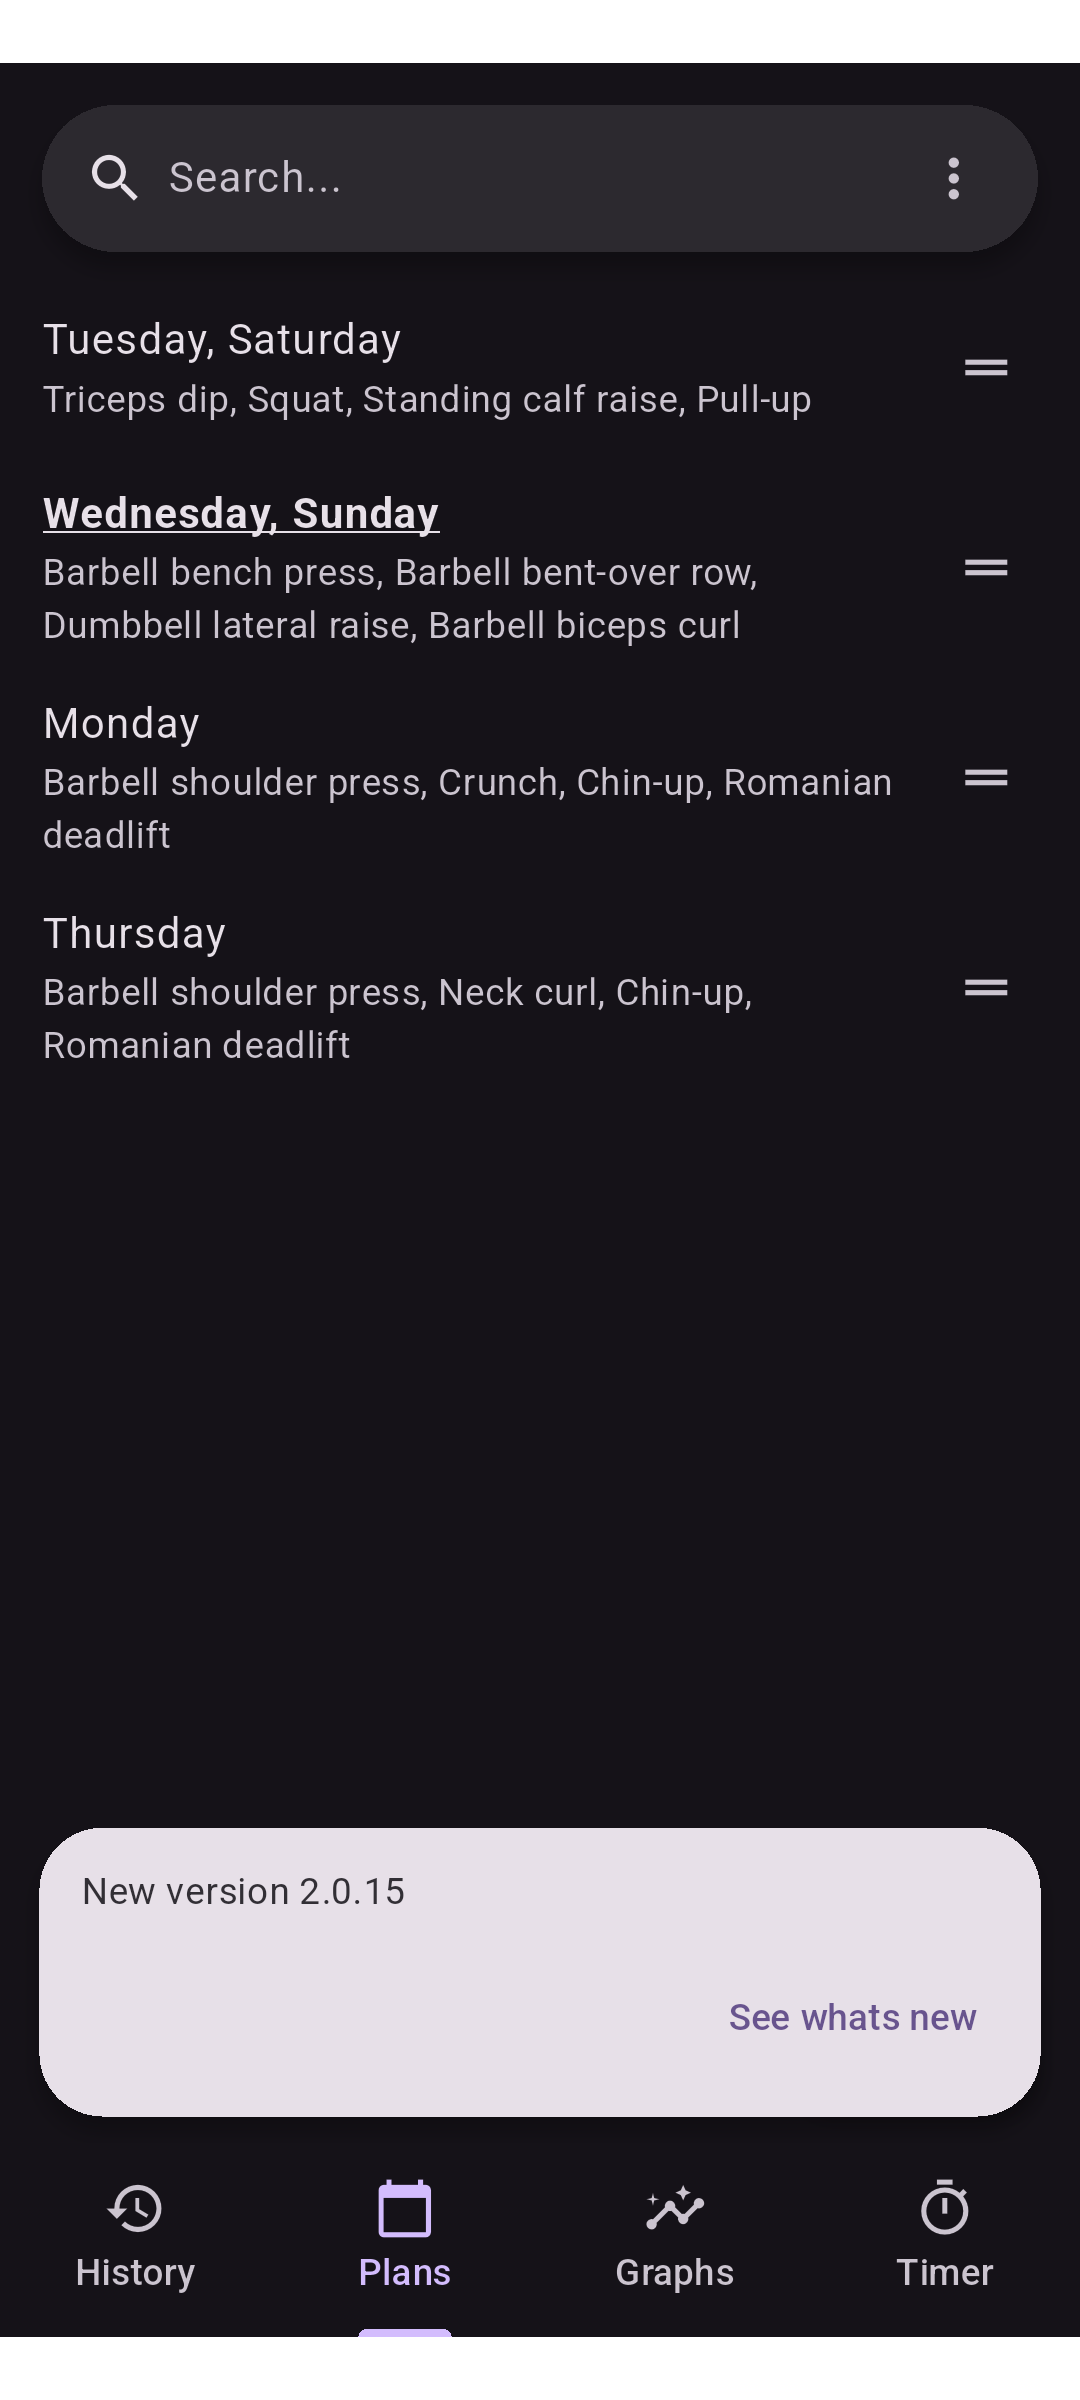 Search...
Tuesday, Saturday
Triceps dip, Squat, Standing calf raise, Pull-up
Wednesday, Sunday
Barbell bench press, Barbell bent-over row,
Dumbbell lateral raise, Barbell biceps curl
Monday
Barbell shoulder press, Crunch, Chin-up, Romanian
deadlift
Thursday
Barbell shoulder press, Neck curl, Chin-up,
Romanian deadlift
New version 2.0.15
See whats new
History
Plans
Graphs
Timer